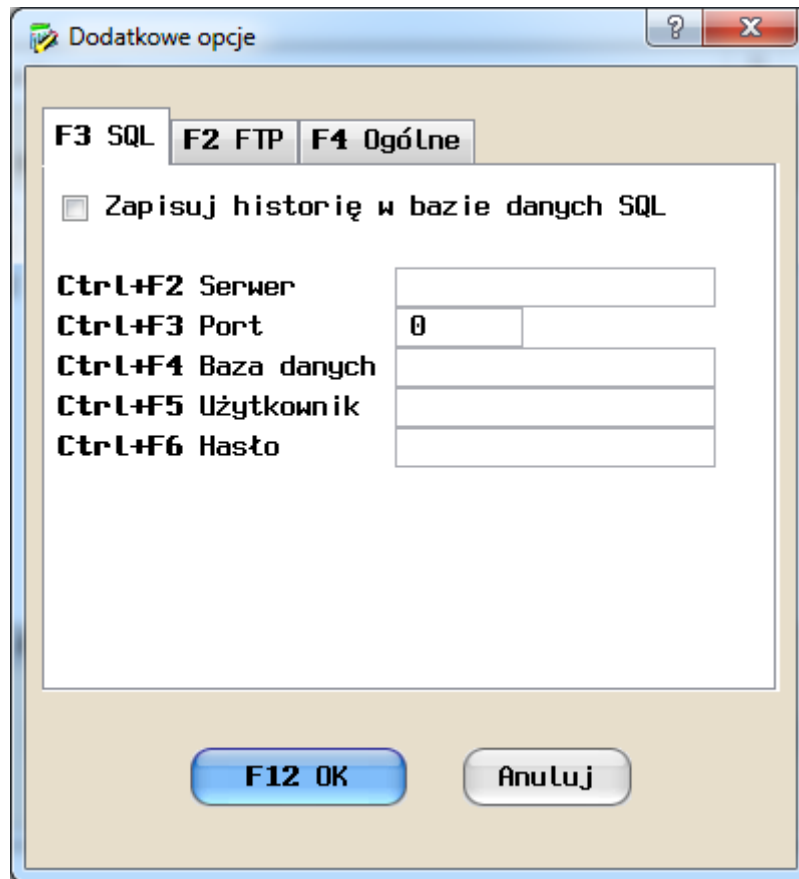 Dodatkowe opcje
F3 SQL F2 FTP F4 Ogólne
Zapisuj historię w bazie danych SQL
Ctrl+F2 Serwer
Ctrl+F3 Port 0
Ctrl+F4 Baza danych
Ctrl+F5 Użytkownik
Ctrl+F6 Hasło
F12 OK Anuluj